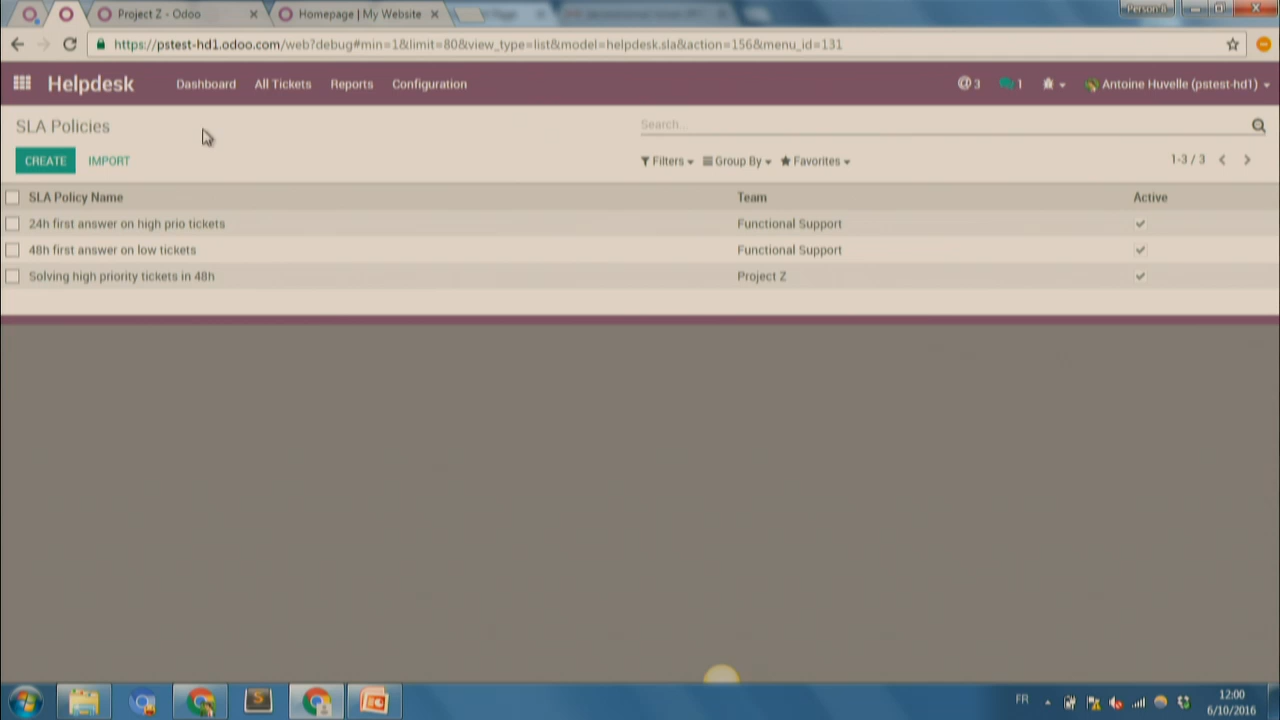 Project Z - Odoo
Homepage | My Website
https://pstest-hd1.odoo.com/web?debug#min=1&limit=80&view_type=list&model=helpdesk.sla&action=156&menu_id=131
Helpdesk
Dashboard
All Tickets
Reports
Configuration
@3
1
Antoine Huvelle (pstest-hd1)
SLA Policies
Search...
CREATE
IMPORT
Filters
Group By
Favorites
1-3 / 3
SLA Policy Name
Team
Active
24h first answer on high prio tickets
Functional Support
48h first answer on low tickets
Functional Support
Solving high priority tickets in 48h
Project Z
FR
12:00
6/10/2016